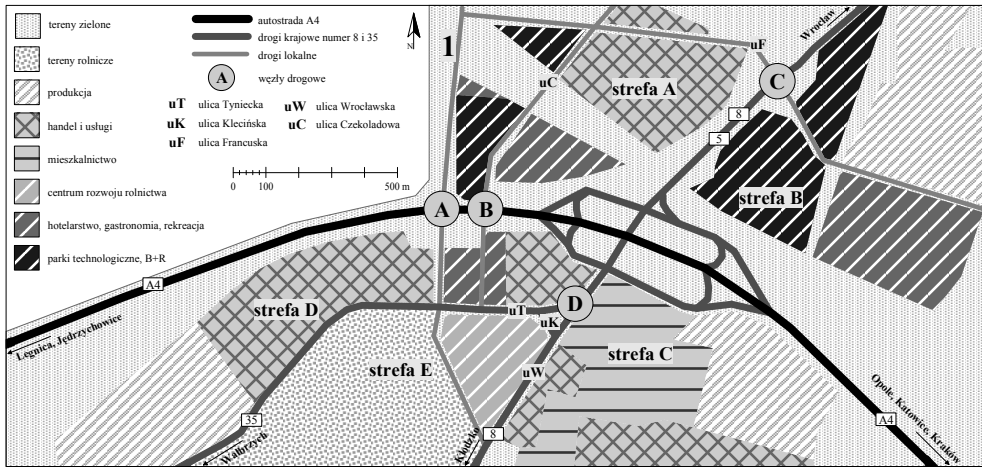 tereny zielone
tereny rolnicze
produkcja
handel i usługi
mieszkalnictwo
centrum rozwoju rolnictwa
hotelarstwo, gastronomia, rekreacja
parki technologiczne, B+R
autostrada A4
drogi krajowe numer 8 i 35
drogi lokalne
A węzły drogowe
uT ulica Tyniecka
uW ulica Wrocławska
uK ulica Klecińska
uC ulica Czekoladowa
uF ulica Francuska
0 100 500 m
N
1
uC
uF
Wrocław
C
strefa A
8
5
strefa B
A
B
A4
Legnica, Jędrzychowice
strefa D
uT
D
uK
strefa C
strefa E
uW
35
Wałbrzych
Kłodzko
8
Opole, Katowice, Kraków
A4